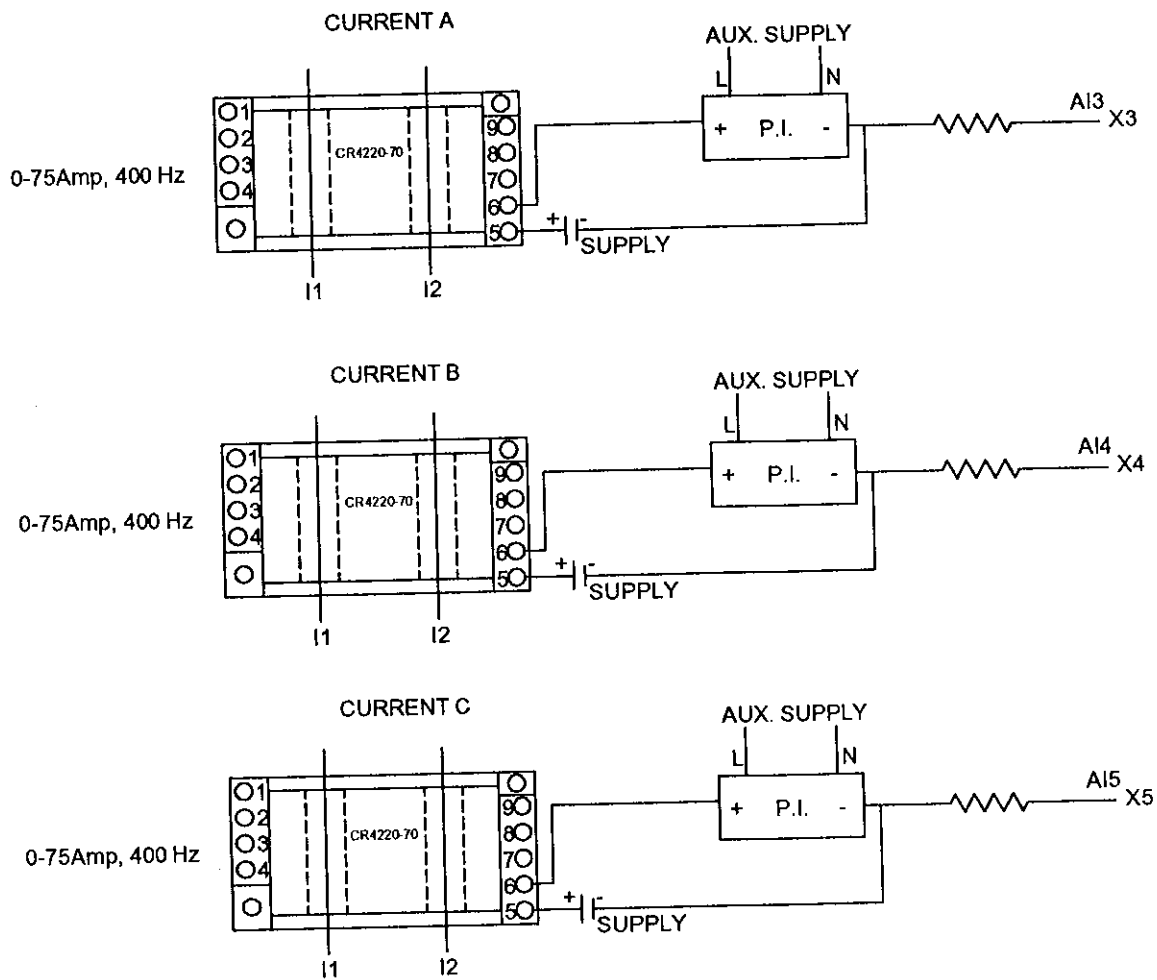 CURRENT A
AUX. SUPPLY
L N
1 9
2 8
3 7
4 6
5
CR4220-70
0-75Amp, 400 Hz
+ P.I. -
AI3
X3
+ -
SUPPLY
I1 I2
CURRENT B
AUX. SUPPLY
L N
1 9
2 8
3 7
4 6
5
CR4220-70
0-75Amp, 400 Hz
+ P.I. -
AI4
X4
+ -
SUPPLY
I1 I2
CURRENT C
AUX. SUPPLY
L N
1 9
2 8
3 7
4 6
5
CR4220-70
0-75Amp, 400 Hz
+ P.I. -
AI5
X5
+ -
SUPPLY
I1 I2